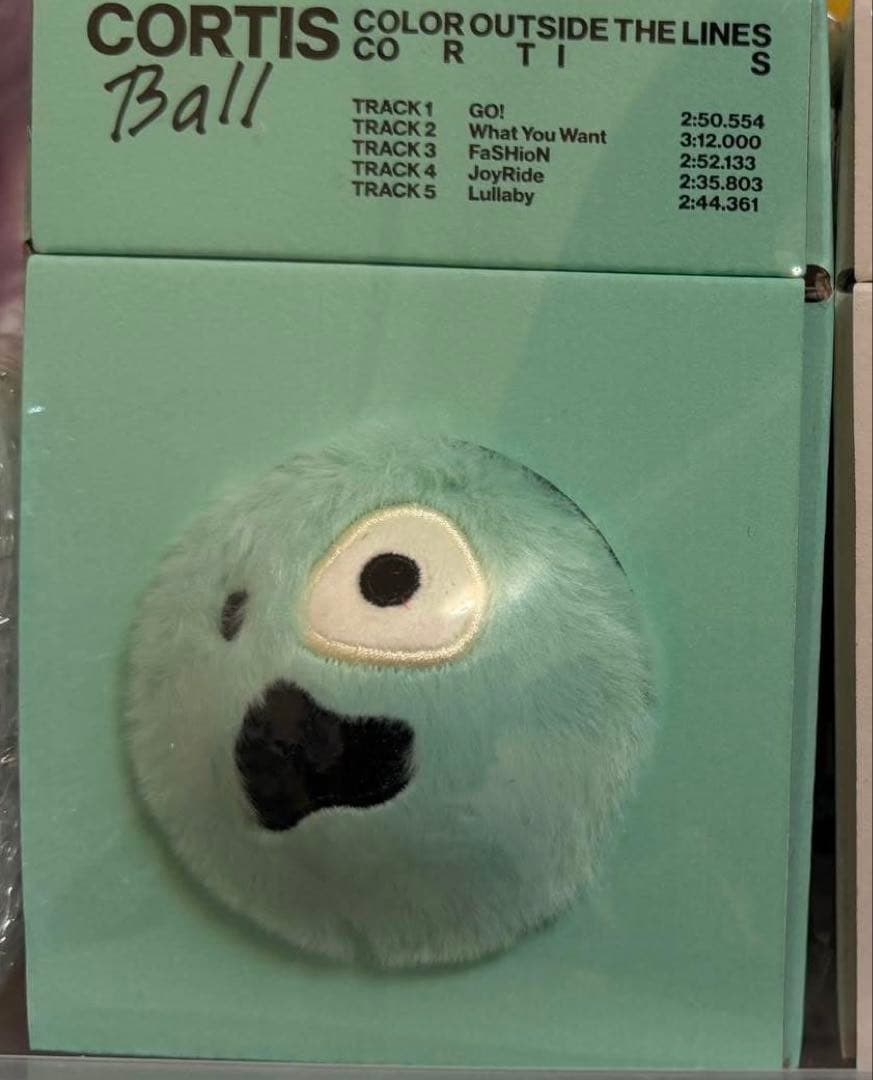 CORTIS
Ball
COLOR OUTSIDE THE LINES
CO R T I S
TRACK 1 GO! 2:50.554
TRACK 2 What You Want 3:12.000
TRACK 3 FaSHioN 2:52.133
TRACK 4 JoyRide 2:35.803
TRACK 5 Lullaby 2:44.361